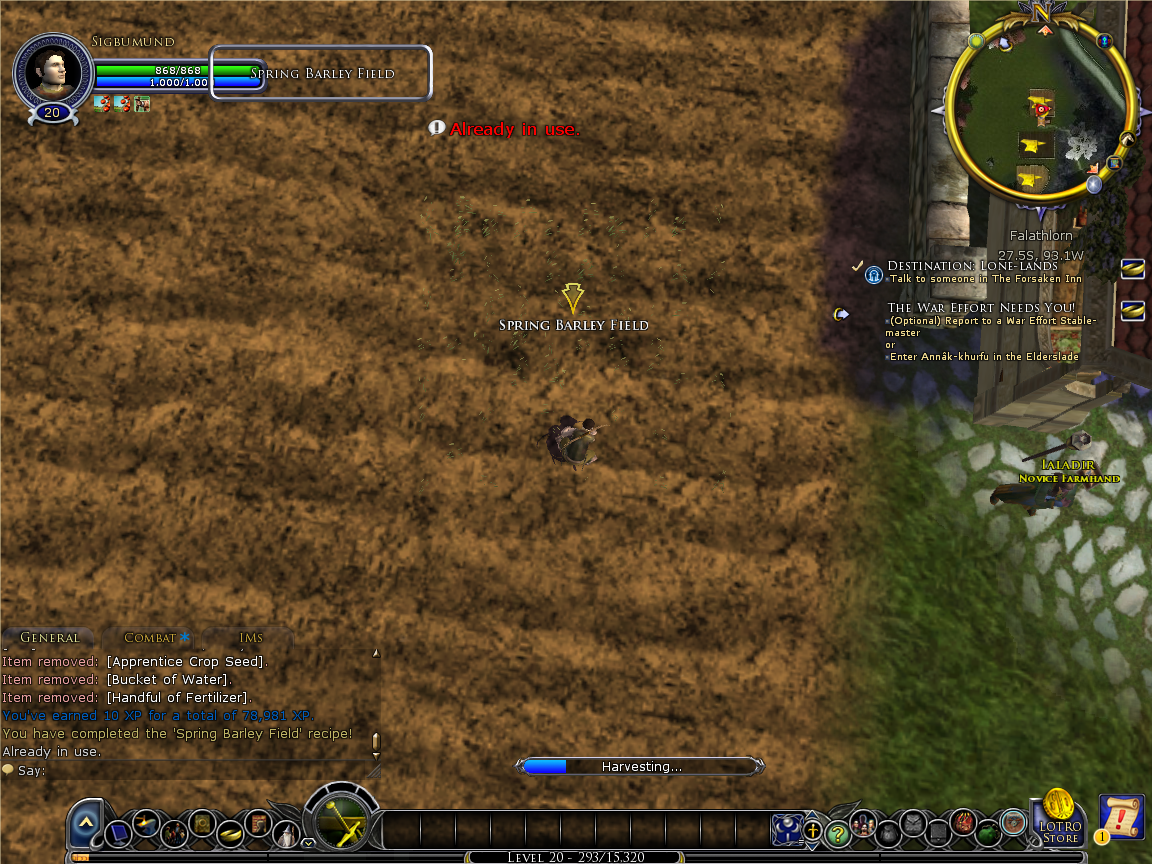 Sigbumund
868/868
1.000/1.00
20
Spring Barley Field
Already in use.
N
Falathlorn
27.5S, 93.1W
Destination: Lone-lands
Talk to someone in The Forsaken Inn
The War Effort Needs You!
(Optional) Report to a War Effort Stable-
master
or
Enter Annâk-khurfu in the Elderslade
Spring Barley Field
Ialadir
Novice Farmhand
General
Combat
IMs
Item removed: [Apprentice Crop Seed].
Item removed: [Bucket of Water].
Item removed: [Handful of Fertilizer].
You've earned 10 XP for a total of 78,981 XP.
You have completed the 'Spring Barley Field' recipe!
Already in use.
Say:
Harvesting...
LOTRO
Store
1
Level 20 - 293/15,320